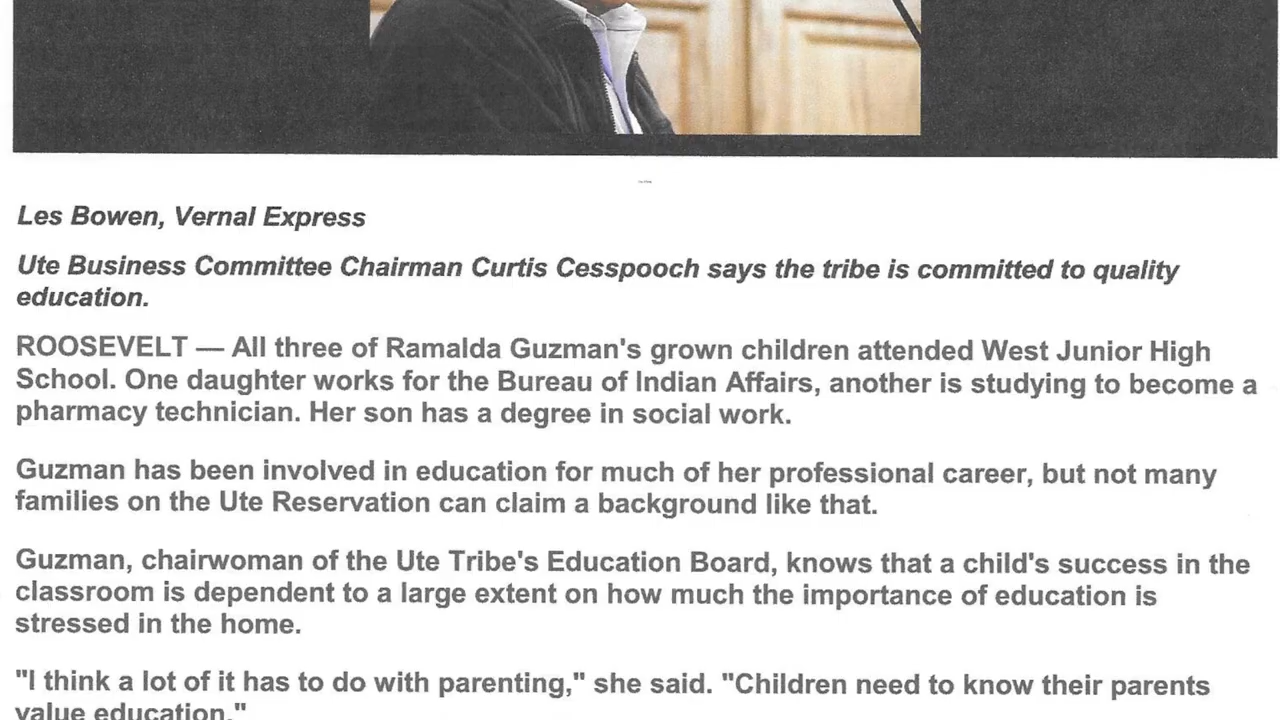 Les Bowen, Vernal Express
Ute Business Committee Chairman Curtis Cesspooch says the tribe is committed to quality
education.
ROOSEVELT — All three of Ramalda Guzman's grown children attended West Junior High
School. One daughter works for the Bureau of Indian Affairs, another is studying to become a
pharmacy technician. Her son has a degree in social work.
Guzman has been involved in education for much of her professional career, but not many
families on the Ute Reservation can claim a background like that.
Guzman, chairwoman of the Ute Tribe's Education Board, knows that a child's success in the
classroom is dependent to a large extent on how much the importance of education is
stressed in the home.
"I think a lot of it has to do with parenting," she said. "Children need to know their parents
value education."